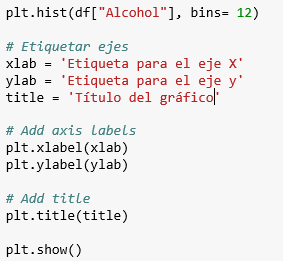 plt.hist(df["Alcohol"], bins= 12)
# Etiquetar ejes
xlab = 'Etiqueta para el eje X'
ylab = 'Etiqueta para el eje y'
title = 'Título del gráfico'
# Add axis labels
plt.xlabel(xlab)
plt.ylabel(ylab)
# Add title
plt.title(title)
plt.show()